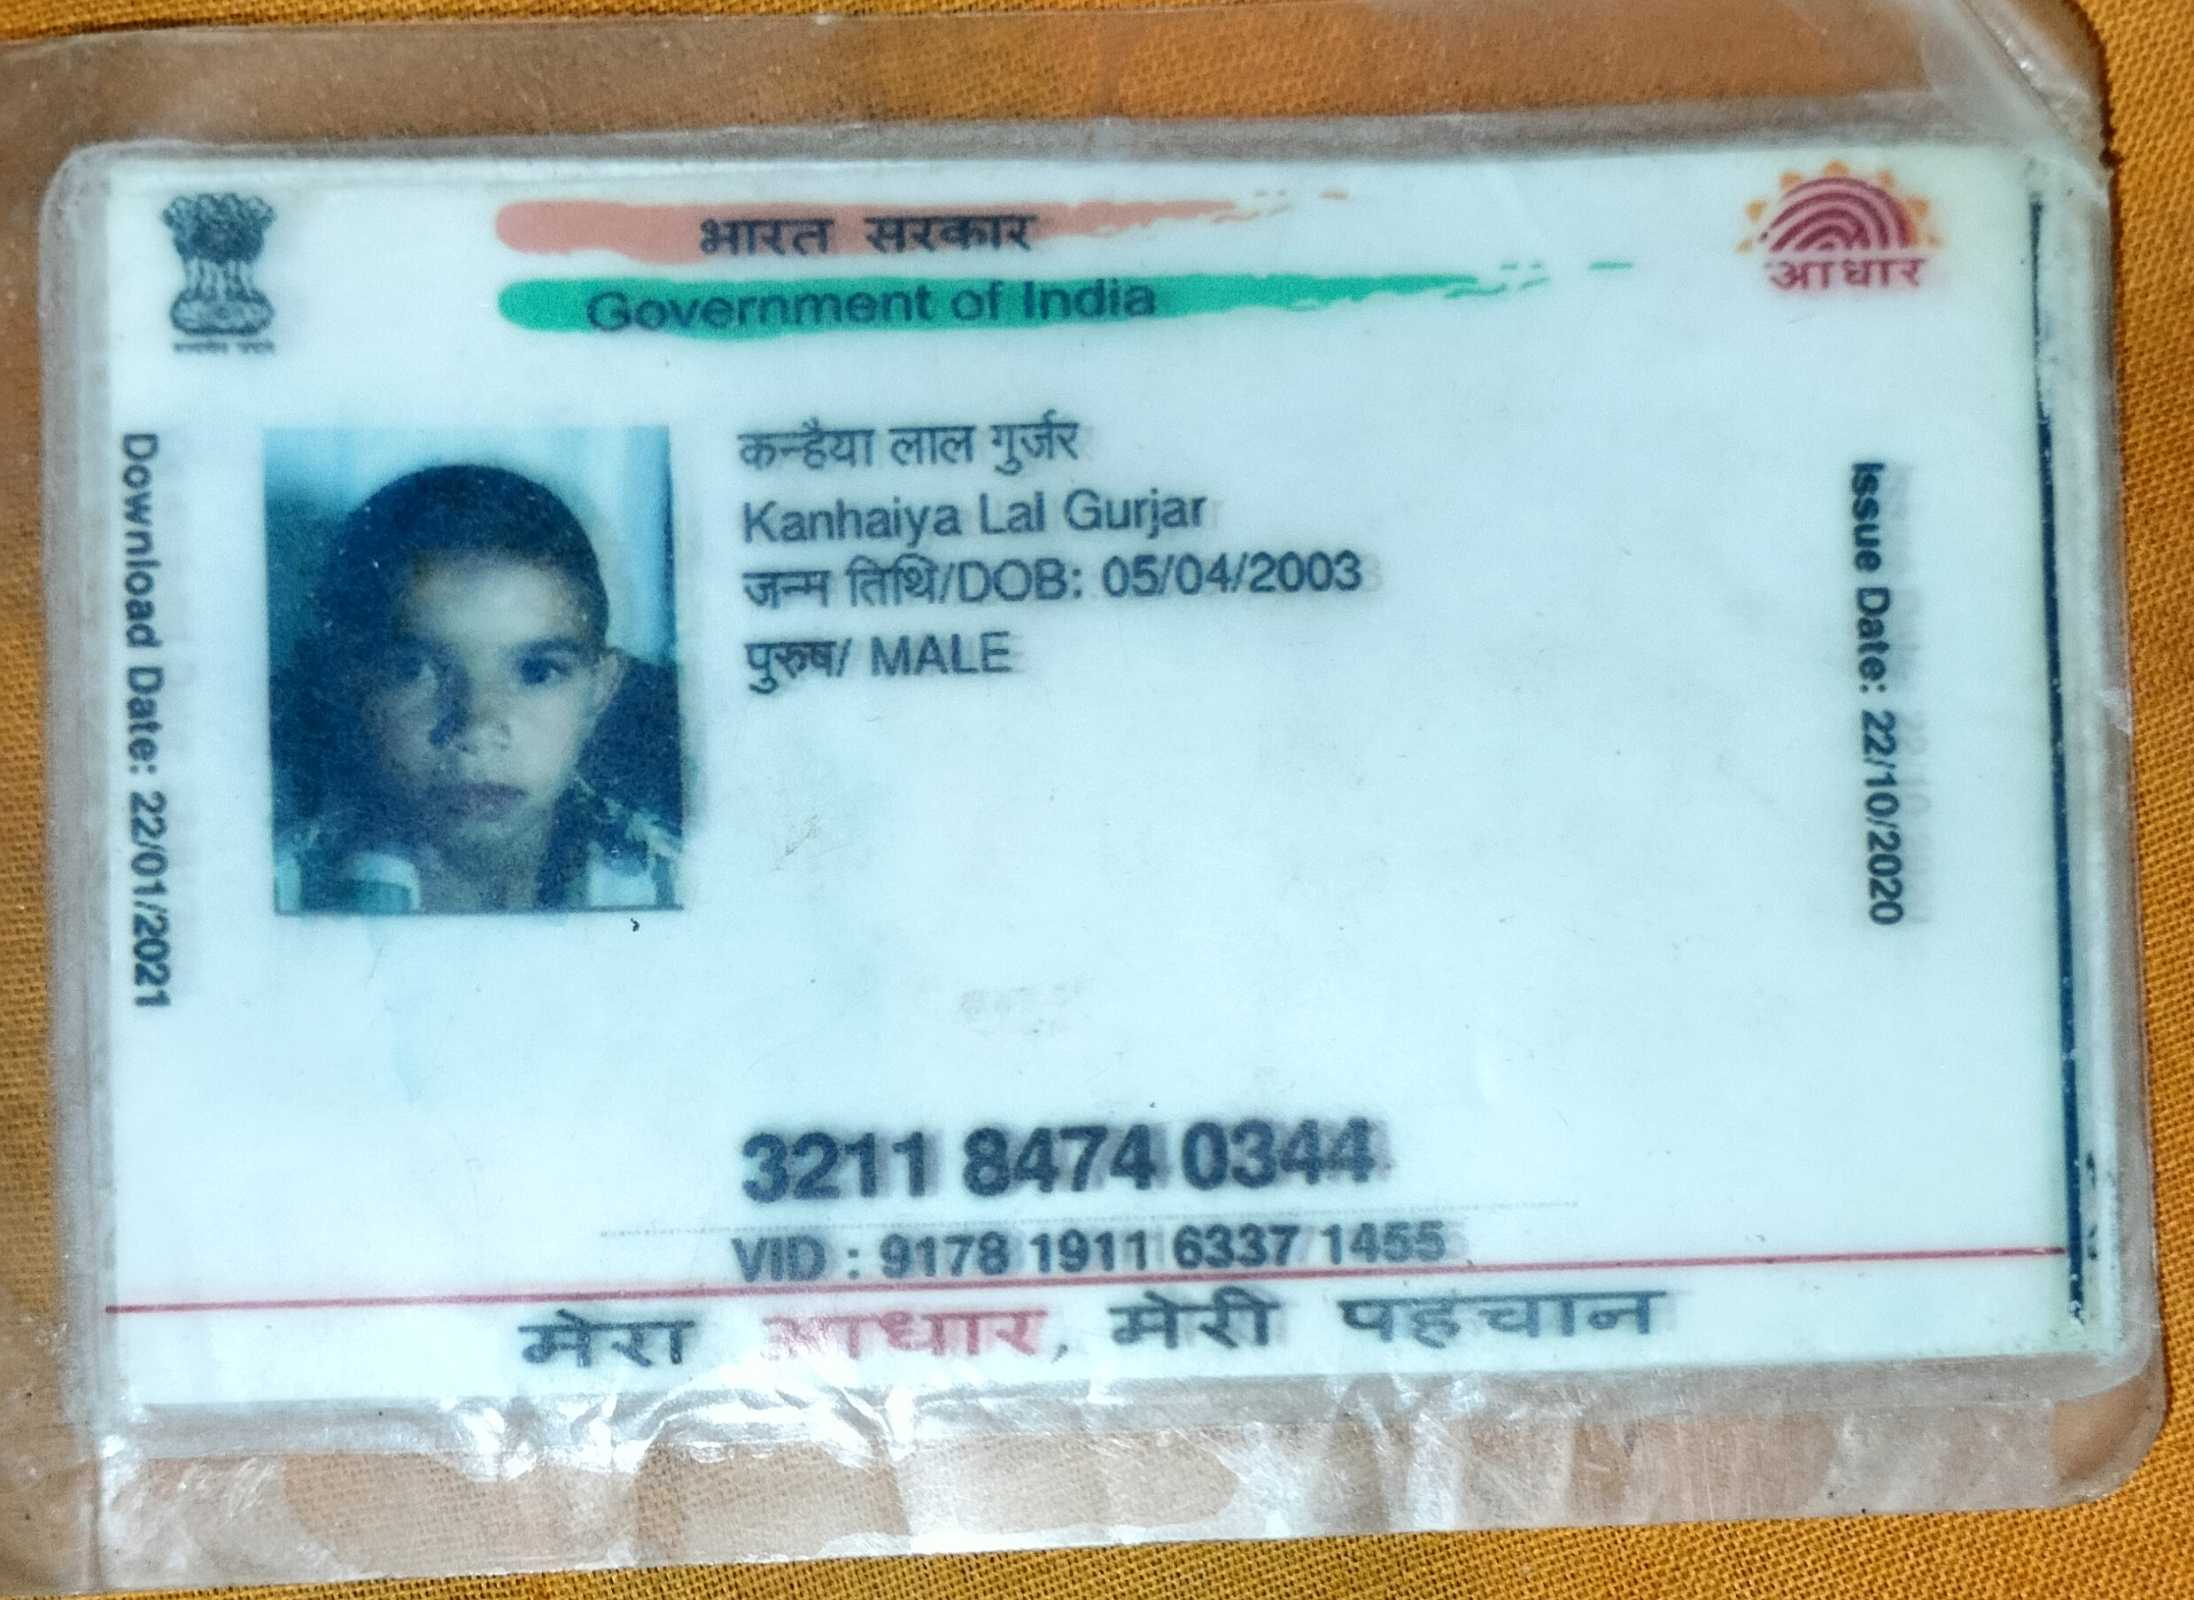 भारत सरकार
Government of India
आधार
Download Date: 22/01/2021
कन्हैया लाल गुर्जर
Kanhaiya Lal Gurjar
जन्म तिथि/DOB: 05/04/2003
पुरुष/ MALE
Issue Date: 22/10/2020
3211 8474 0344
VID : 9178 1911 6337 1455
मेरा आधार, मेरी पहचान